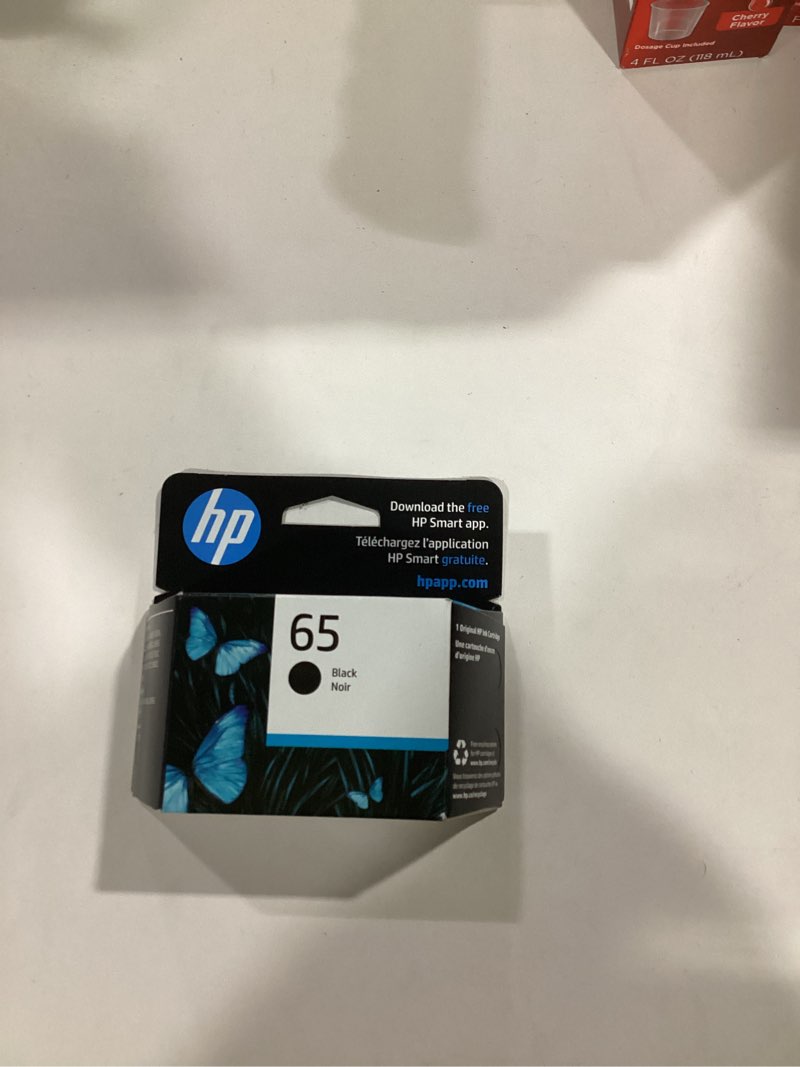 Cherry
Flavor
Dosage Cup Included
4 FL OZ (118 mL)
hp
Download the free
HP Smart app.
Téléchargez l'application
HP Smart gratuite.
hpapp.com
65
Black
Noir
1 Original HP Ink Cartridge
Une cartouche d'encre
d'origine HP